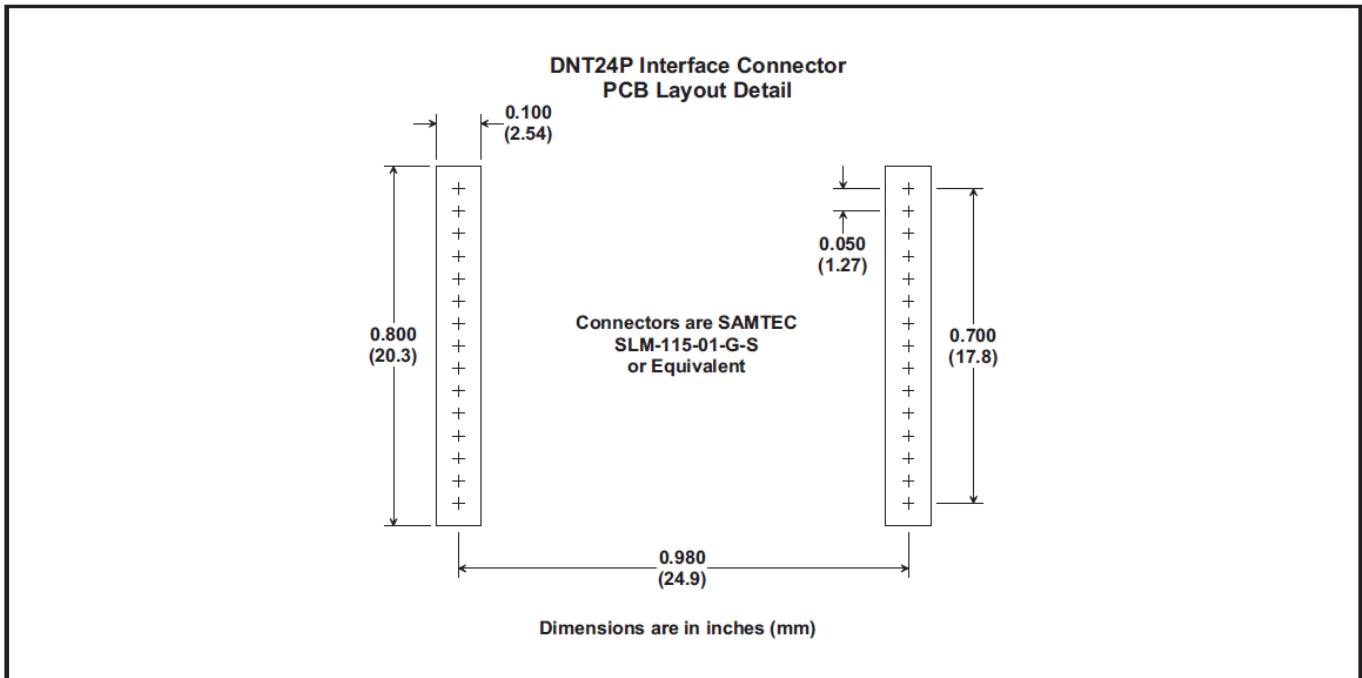 DNT24P Interface Connector
PCB Layout Detail
0.100
(2.54)
0.050
(1.27)
0.800
(20.3)
Connectors are SAMTEC
SLM-115-01-G-S
or Equivalent
0.700
(17.8)
0.980
(24.9)
Dimensions are in inches (mm)